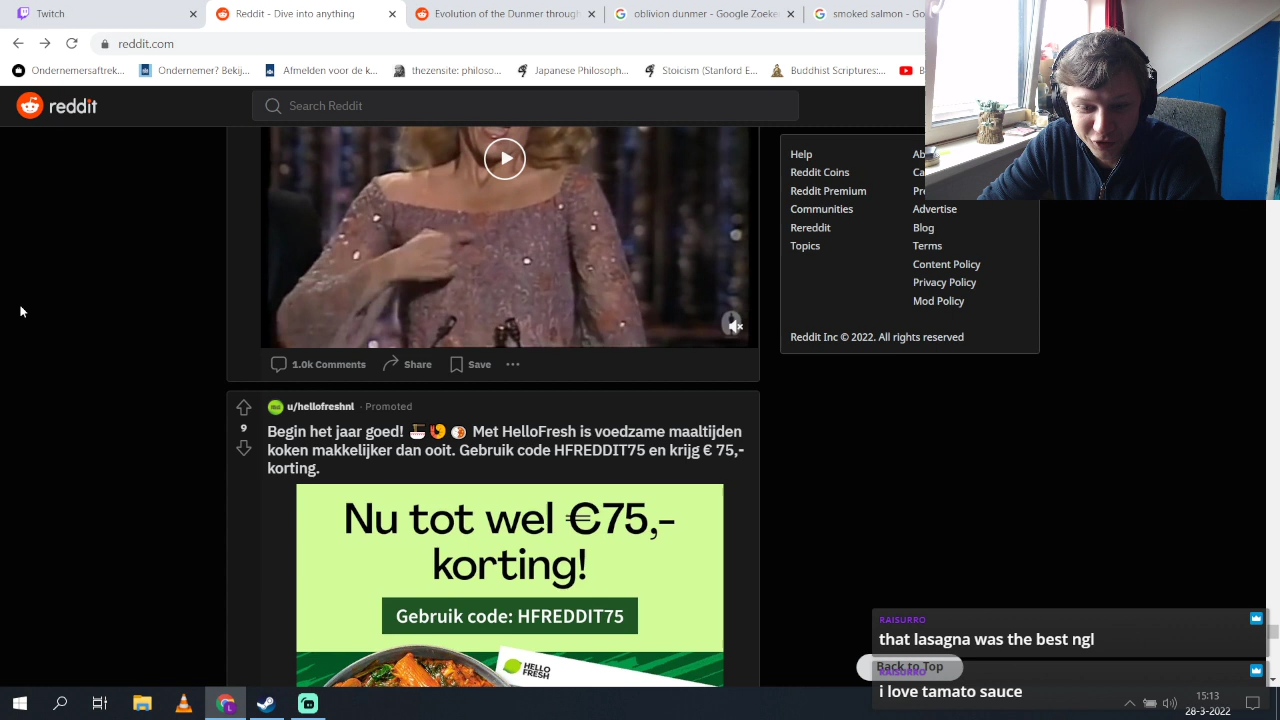 Twitch
Reddit - Dive into anything
Evolution of the Dunmer through
oblivion dunmer - Google Zoeke
smoked salmon - Go
reddit.com
Ondernemersaftrek...
Ondernemer? Bekij...
Afmelden voor de k...
thezensite: philoso...
Japanese Philosoph...
Stoicism (Stanford E...
Buddhist Scriptures:...
reddit
Search Reddit
Help
Reddit Coins
Reddit Premium
Communities
Advertise
Rereddit
Blog
Topics
Terms
Content Policy
Privacy Policy
Mod Policy
Reddit Inc © 2022. All rights reserved
1.0k Comments
Share
Save
u/hellofreshnl · Promoted
9
Begin het jaar goed! 🍜 🍤 🍛 Met HelloFresh is voedzame maaltijden
koken makkelijker dan ooit. Gebruik code HFREDDIT75 en krijg € 75,-
korting.
Nu tot wel €75,-
korting!
Gebruik code: HFREDDIT75
HELLO
FRESH
RAISURRO
that lasagna was the best ngl
Back to Top
RAISURRO
i love tamato sauce
15:13
28-3-2022